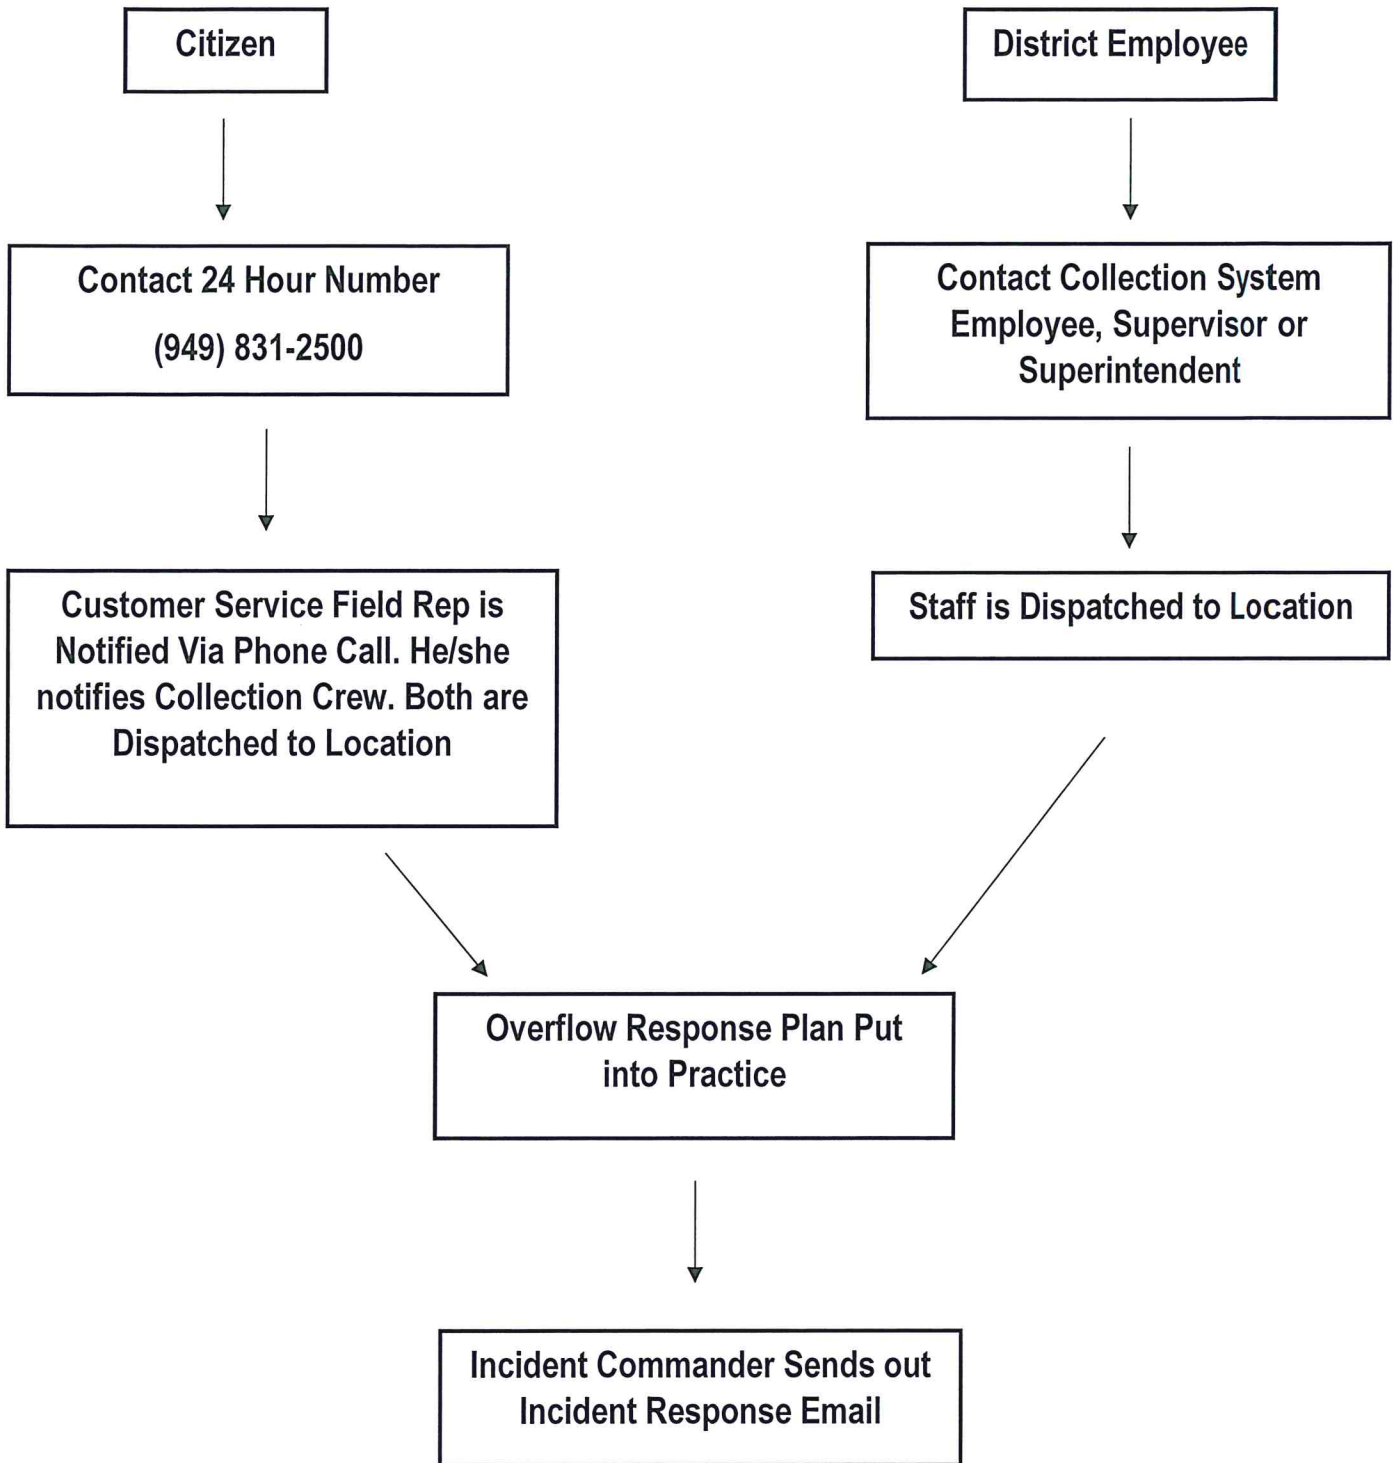 Citizen
District Employee
Contact 24 Hour Number
(949) 831-2500
Contact Collection System
Employee, Supervisor or
Superintendent
Customer Service Field Rep is
Notified Via Phone Call. He/she
notifies Collection Crew. Both are
Dispatched to Location
Staff is Dispatched to Location
Overflow Response Plan Put
into Practice
Incident Commander Sends out
Incident Response Email